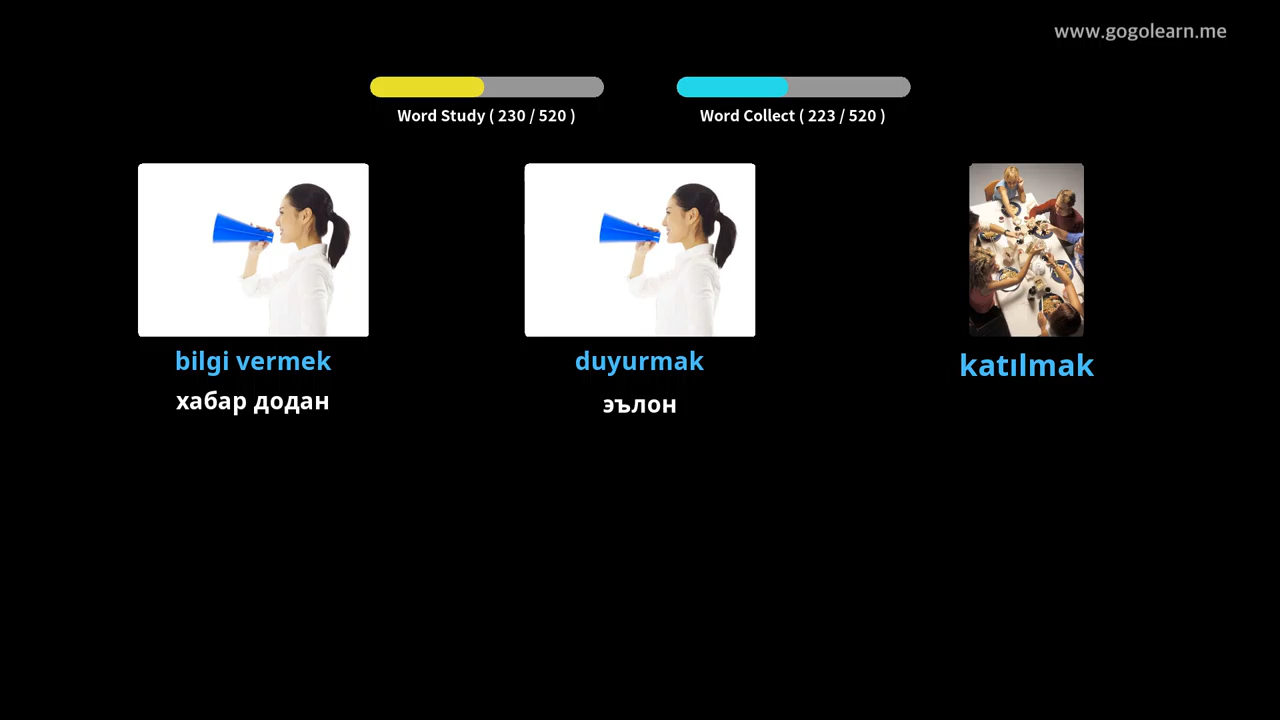 www.gogolearn.me
Word Study ( 230 / 520 )
Word Collect ( 223 / 520 )
bilgi vermek
duyurmak
katılmak
хабар додан
эълон